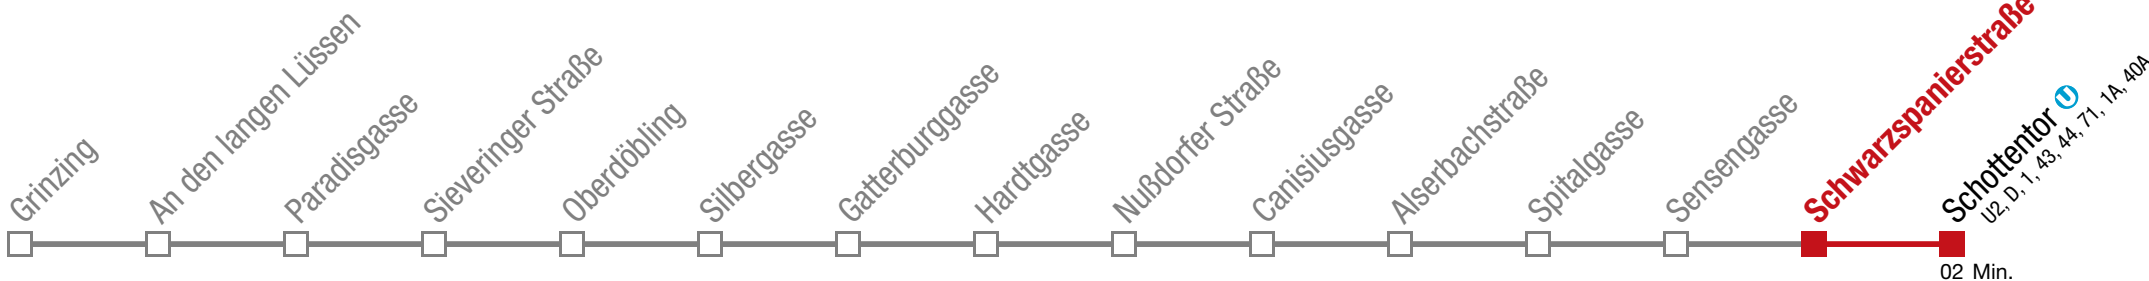 Grinzing
An den langen Lüssen
Paradisgasse
Sieveringer Straße
Oberdöbling
Silbergasse
Gatterburggasse
Hardtgasse
Nußdorfer Straße
Canisiusgasse
Alserbachstraße
Spitalgasse
Sensengasse
Schwarzspanierstraße
Schottentor U
U2, D, 1, 43, 44, 71, 1A, 40A
02 Min.